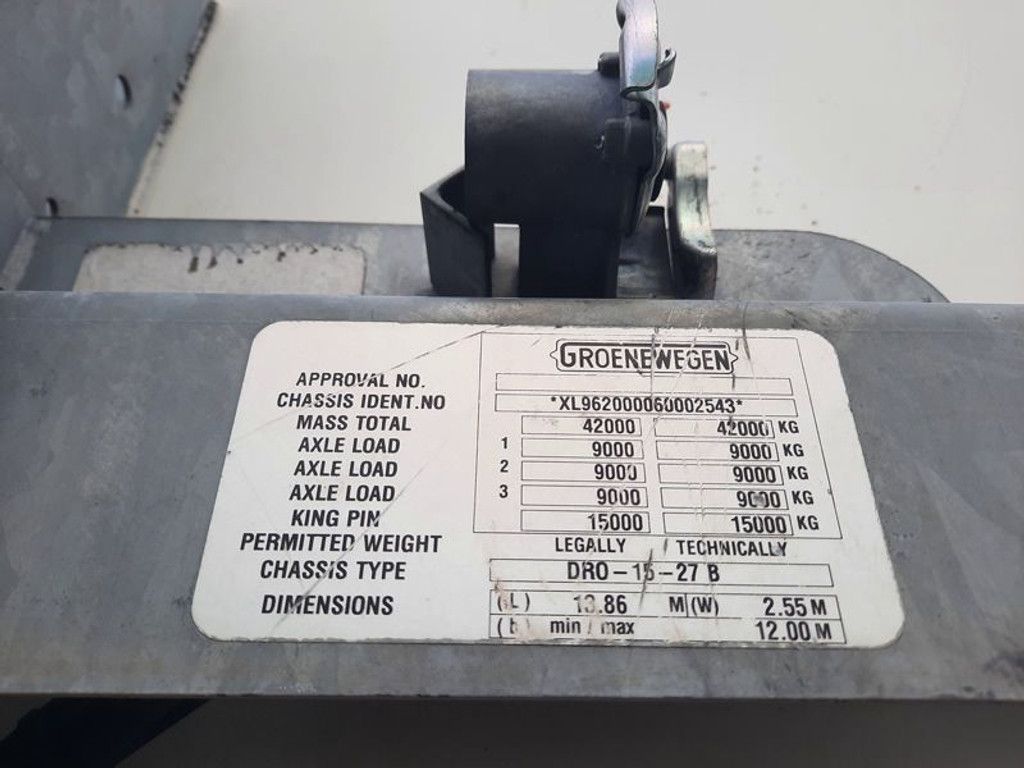 GROENEWEGEN
APPROVAL NO.
CHASSIS IDENT.NO *XL962000060002543*
MASS TOTAL 42000 42000 KG
AXLE LOAD 1 9000 9000 KG
AXLE LOAD 2 9000 9000 KG
AXLE LOAD 3 9000 9000 KG
KING PIN 15000 15000 KG
PERMITTED WEIGHT LEGALLY TECHNICALLY
CHASSIS TYPE DRO-15-27 B
DIMENSIONS (L) 13.86 M (W) 2.55 M
(b) min / max 12.00 M